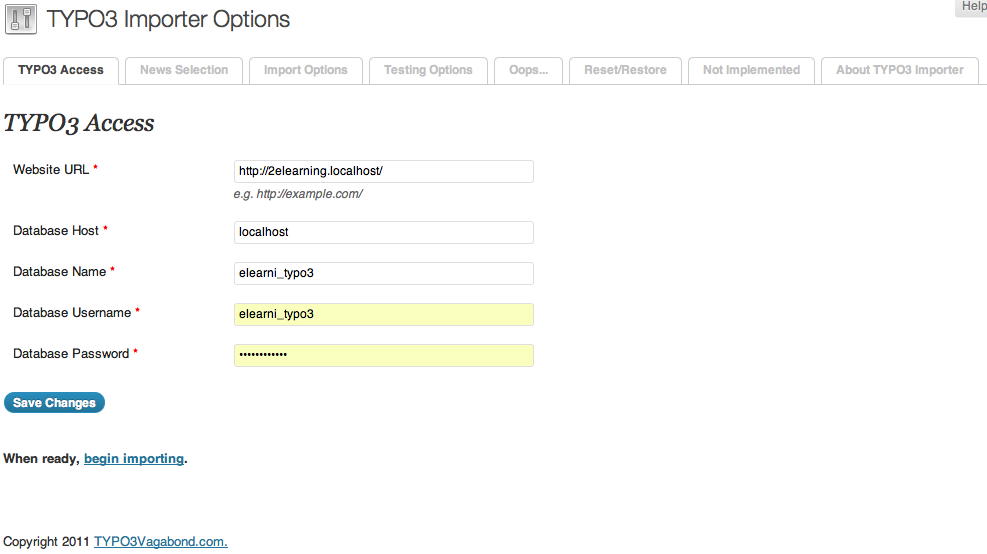 Help
TYPO3 Importer Options
TYPO3 Access News Selection Import Options Testing Options Oops... Reset/Restore Not Implemented About TYPO3 Importer
TYPO3 Access
Website URL * http://2elearning.localhost/
e.g. http://example.com/
Database Host * localhost
Database Name * elearni_typo3
Database Username * elearni_typo3
Database Password * ••••••••••••
Save Changes
When ready, begin importing.
Copyright 2011 TYPO3Vagabond.com.